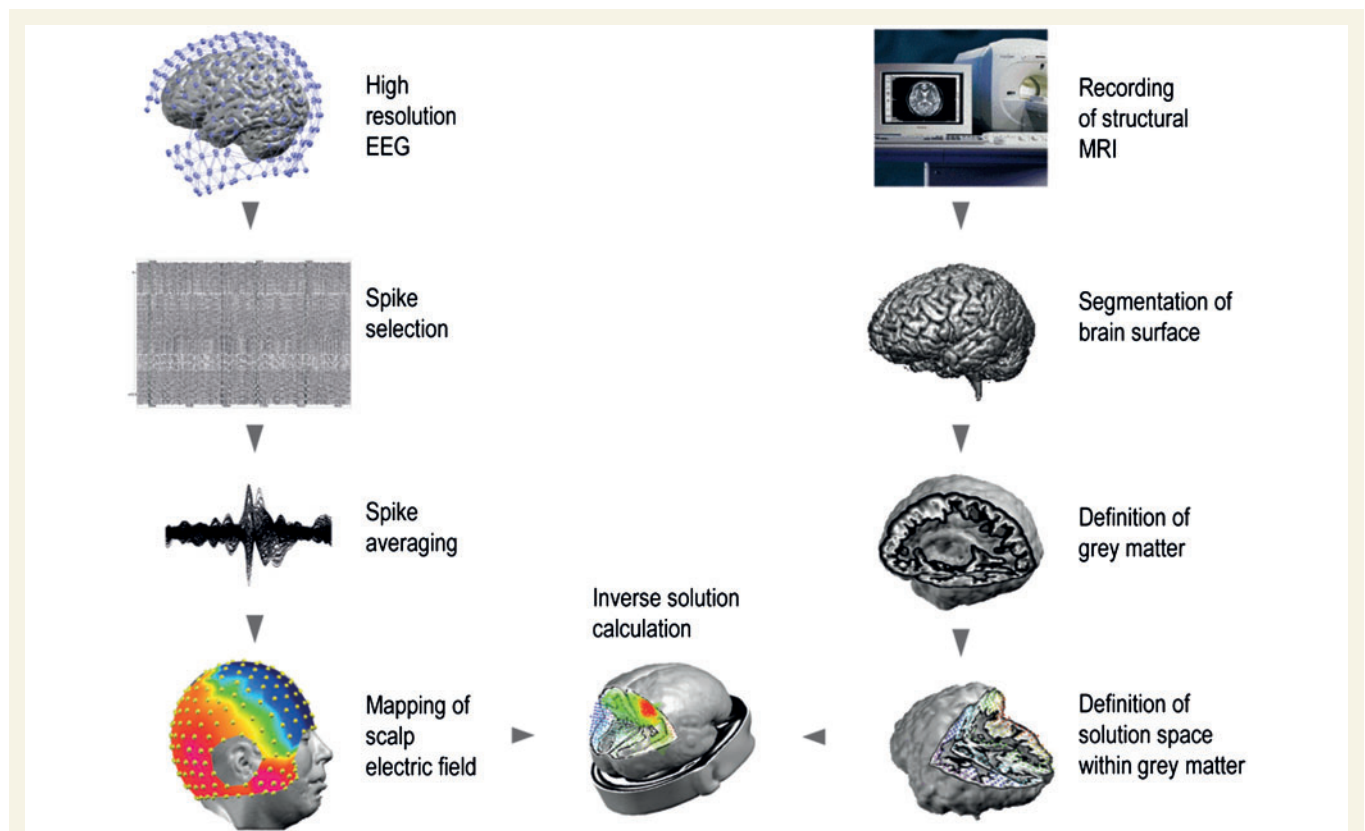 High
resolution
EEG
Spike
selection
Spike
averaging
Mapping of
scalp
electric field
Inverse solution
calculation
Recording
of structural
MRI
Segmentation of
brain surface
Definition of
grey matter
Definition of
solution space
within grey matter